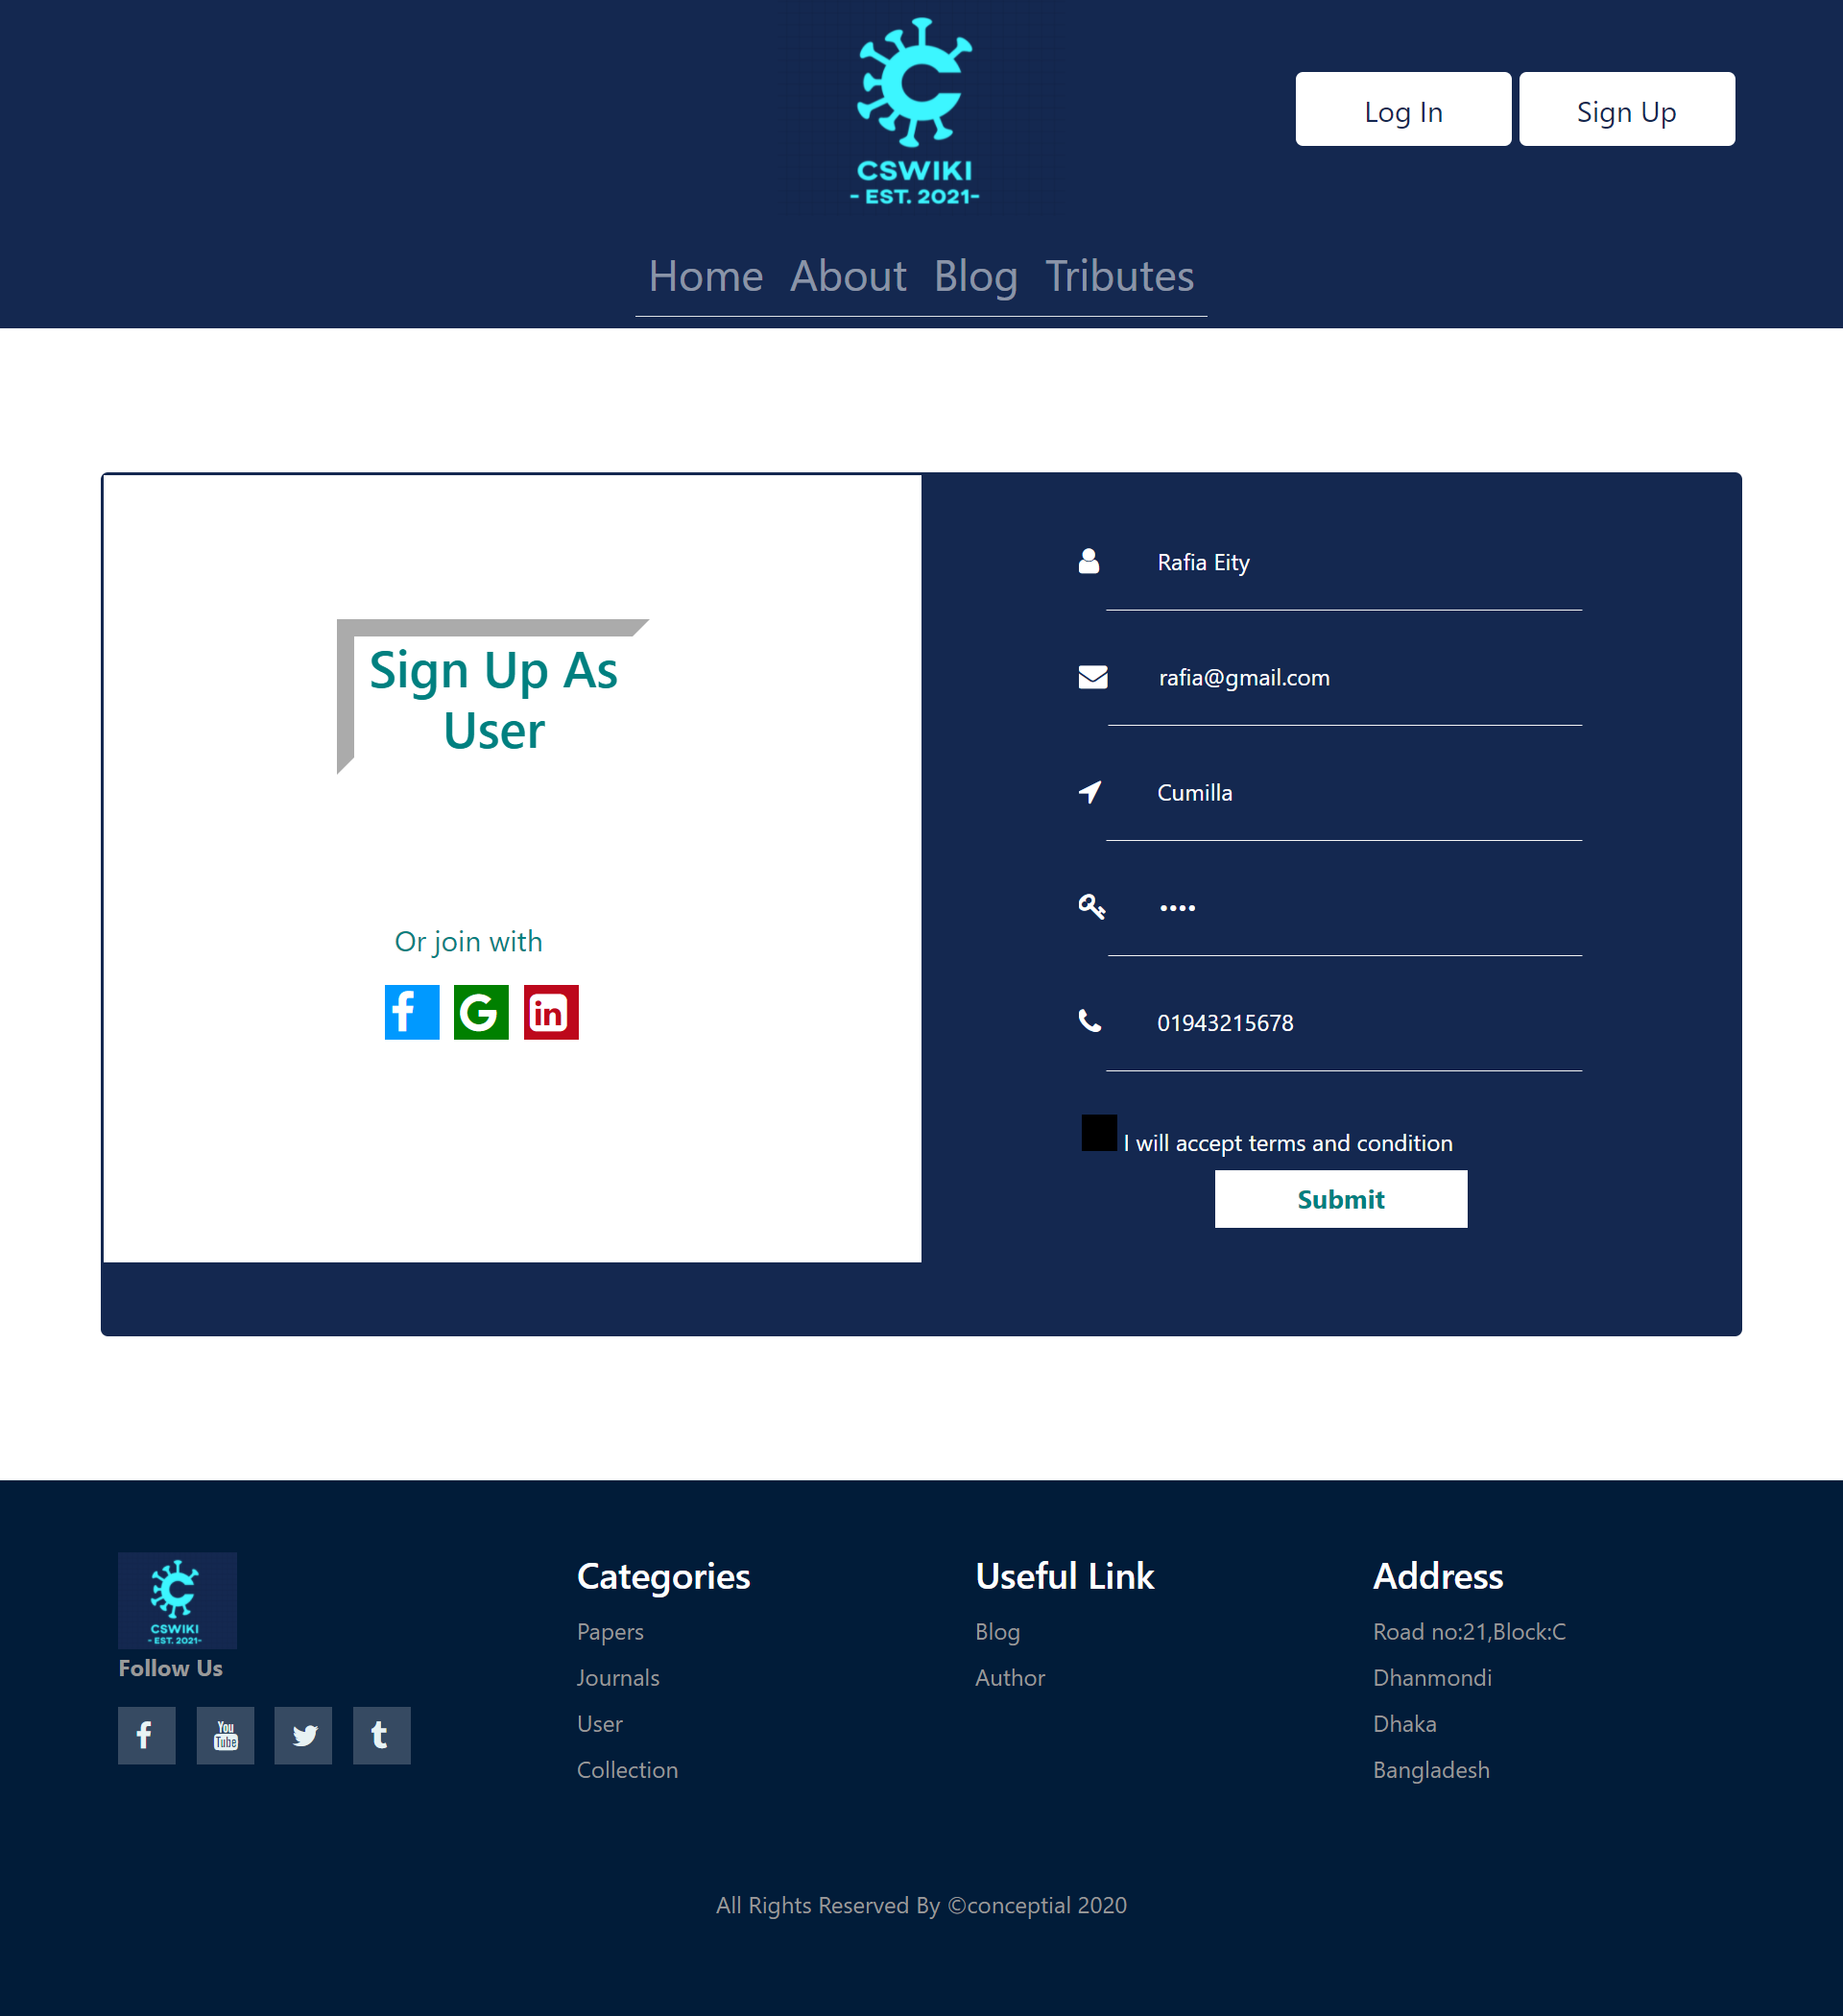 CSWIKI
- EST. 2021-
Log In
Sign Up
Home About Blog Tributes
Sign Up As
User
Or join with
f G in
Rafia Eity
rafia@gmail.com
Cumilla
••••
01943215678
I will accept terms and condition
Submit
CSWIKI
- EST. 2021-
Follow Us
f You Tube t
Categories
Papers
Journals
User
Collection
Useful Link
Blog
Author
Address
Road no:21,Block:C
Dhanmondi
Dhaka
Bangladesh
All Rights Reserved By ©conceptial 2020